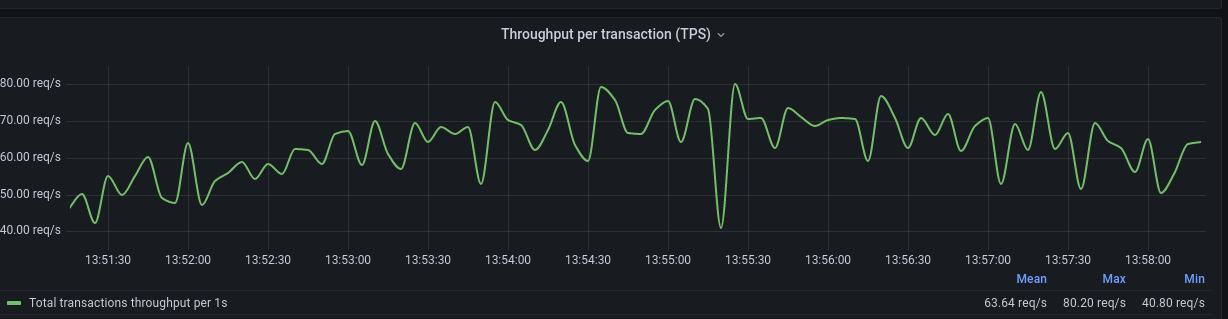 Throughput per transaction (TPS)
80.00 req/s
70.00 req/s
60.00 req/s
50.00 req/s
40.00 req/s
13:51:30 13:52:00 13:52:30 13:53:00 13:53:30 13:54:00 13:54:30 13:55:00 13:55:30 13:56:00 13:56:30 13:57:00 13:57:30 13:58:00
Mean Max Min
Total transactions throughput per 1s 63.64 req/s 80.20 req/s 40.80 req/s